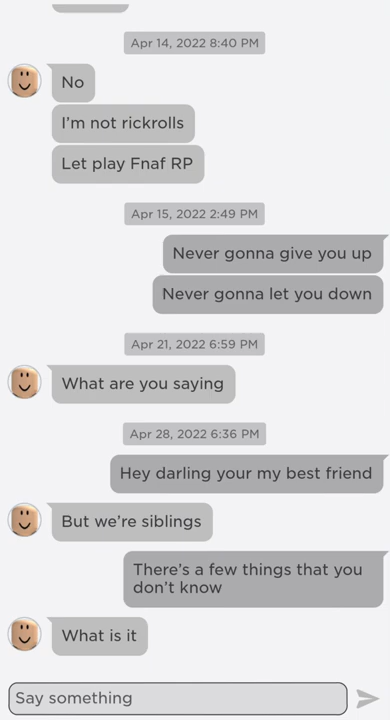 Apr 14, 2022 8:40 PM
No
I'm not rickrolls
Let play Fnaf RP
Apr 15, 2022 2:49 PM
Never gonna give you up
Never gonna let you down
Apr 21, 2022 6:59 PM
What are you saying
Apr 28, 2022 6:36 PM
Hey darling your my best friend
But we're siblings
There's a few things that you
don't know
What is it
Say something